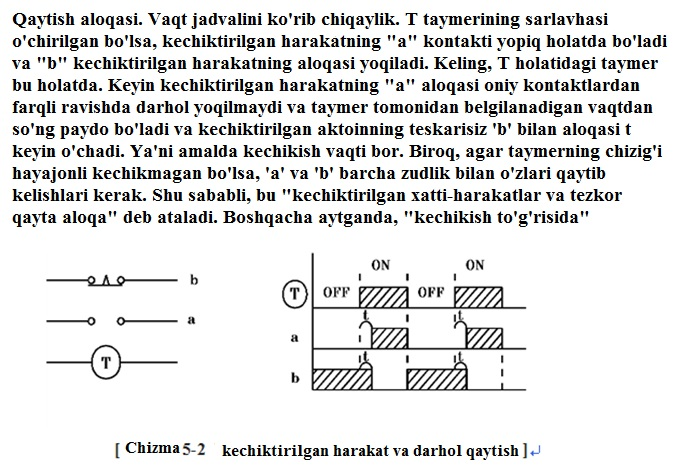 Qaytish aloqasi. Vaqt jadvalini ko'rib chiqaylik. T taymerining sarlavhasi
o'chirilgan bo'lsa, kechiktirilgan harakatning "a" kontakti yopiq holatda bo'ladi
va "b" kechiktirilgan harakatning aloqasi yoqiladi. Keling, T holatidagi taymer
bu holatda. Keyin kechiktirilgan harakatning "a" aloqasi oniy kontaktlardan
farqli ravishda darhol yoqilmaydi va taymer tomonidan belgilanadigan vaqtdan
so'ng paydo bo'ladi va kechiktirilgan aktoinning teskarisiz 'b' bilan aloqasi t
keyin o'chadi. Ya'ni amalda kechikish vaqti bor. Biroq, agar taymerning chizig'i
hayajonli kechikmagan bo'lsa, 'a' va 'b' barcha zudlik bilan o'zlari qaytib
kelishlari kerak. Shu sababli, bu "kechiktirilgan xatti-harakatlar va tezkor
qayta aloqa" deb ataladi. Boshqacha aytganda, "kechikish to'g'risida"
b
a
T
ON ON
T OFF OFF
t t
a
t t
b
[ Chizma 5-2 kechiktirilgan harakat va darhol qaytish ]↵